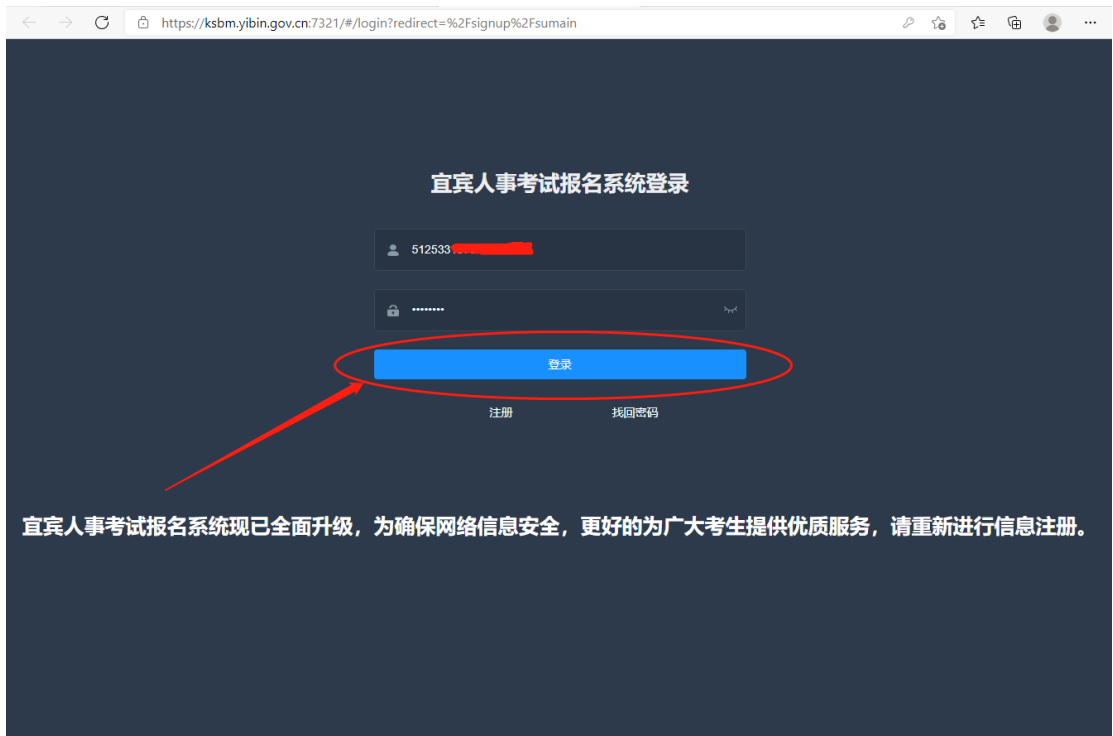 https://ksbm.yibin.gov.cn:7321/#/login?redirect=%2Fsignup%2Fsumain
宜宾人事考试报名系统登录
512533
登录
注册 找回密码
宜宾人事考试报名系统现已全面升级，为确保网络信息安全，更好的为广大考生提供优质服务，请重新进行信息注册。